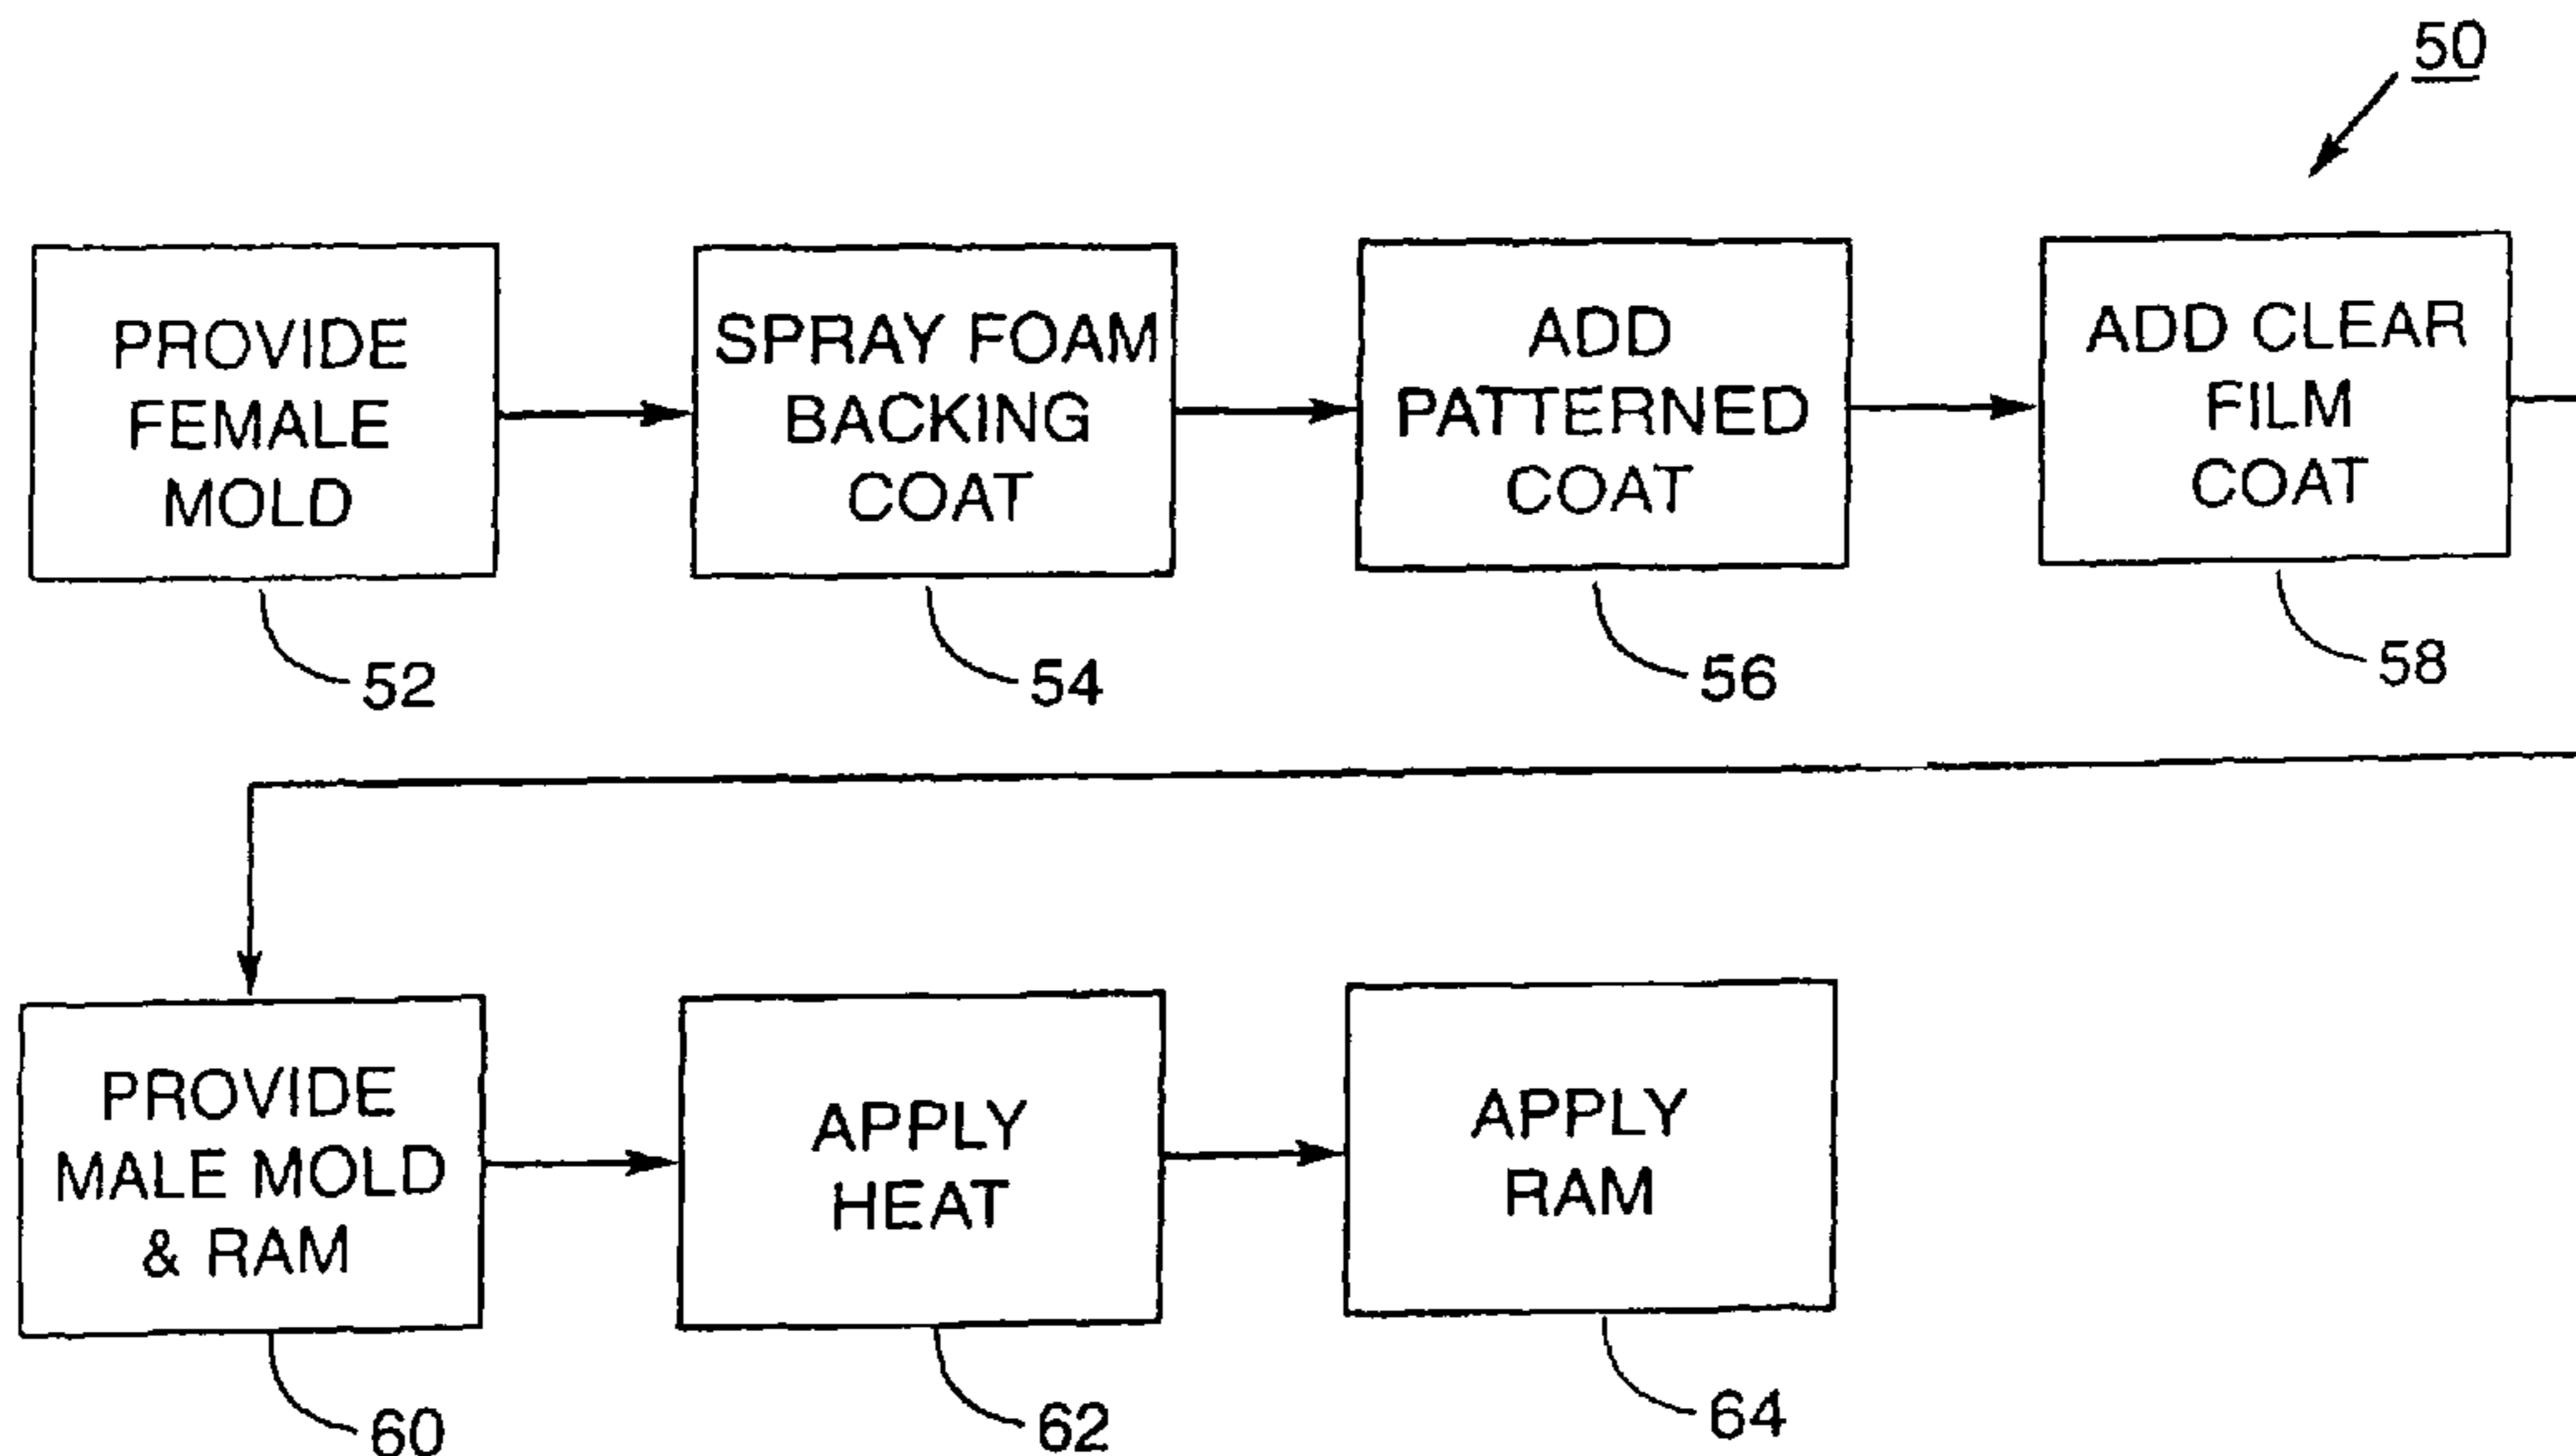 50
PROVIDE
FEMALE
MOLD
SPRAY FOAM
BACKING
COAT
ADD
PATTERNED
COAT
ADD CLEAR
FILM
COAT
52
54
56
58
PROVIDE
MALE MOLD
& RAM
APPLY
HEAT
APPLY
RAM
60
62
64